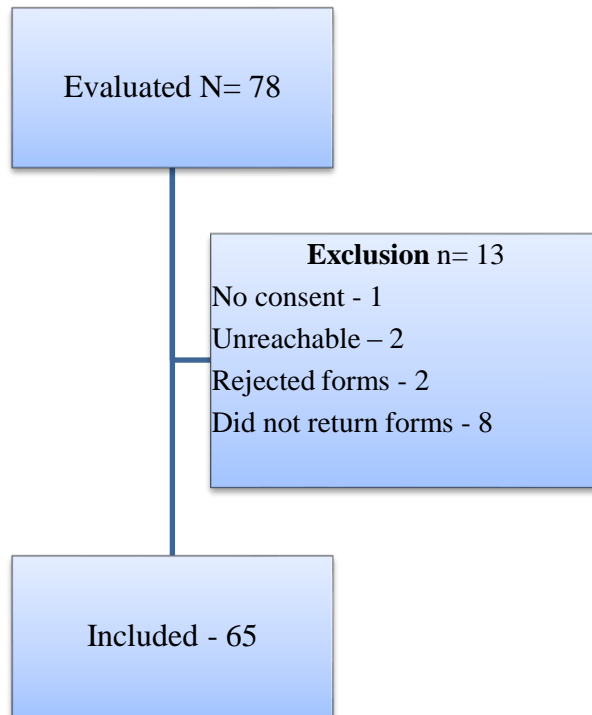 Evaluated N= 78
Exclusion n= 13
No consent - 1
Unreachable – 2
Rejected forms - 2
Did not return forms - 8
Included - 65